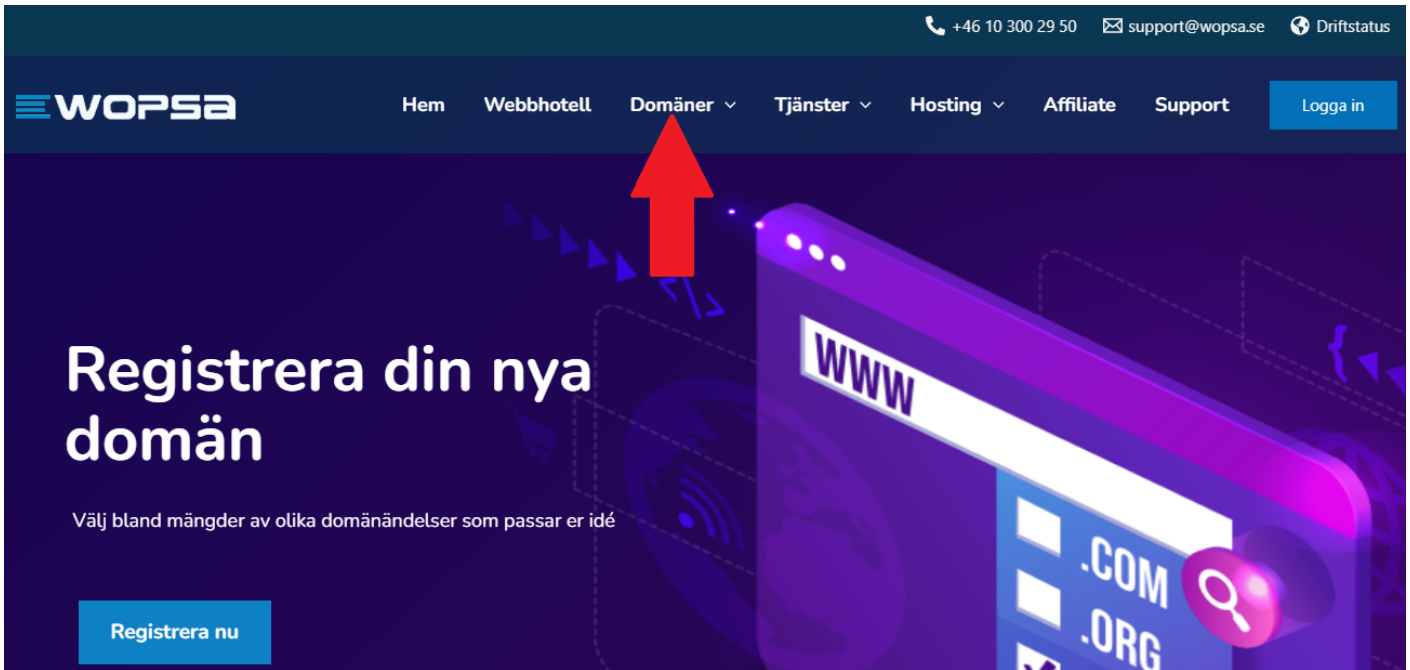 +46 10 300 29 50 support@wopsa.se Driftstatus
WOPSA Hem Webbhotell Domäner Tjänster Hosting Affiliate Support Logga in
</>
WWW
{
Registrera din nya
domän
Välj bland mängder av olika domänändelser som passar er idé
.COM
.ORG
Registrera nu